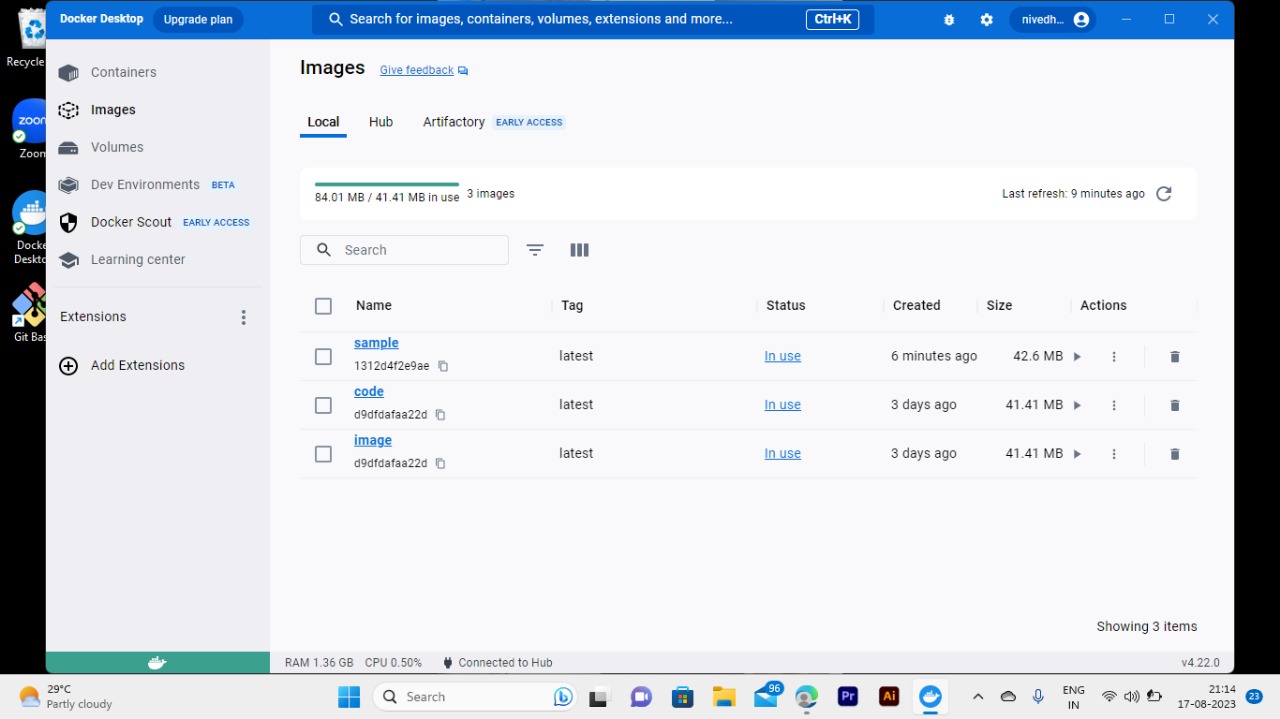 Docker Desktop
Upgrade plan
Search for images, containers, volumes, extensions and more...
Ctrl+K
nivedh...
Recycle
Zoom
Docke
Deskto
Git Bas
Containers
Images
Volumes
Dev Environments BETA
Docker Scout EARLY ACCESS
Learning center
Extensions
Add Extensions
Images Give feedback
Local Hub Artifactory EARLY ACCESS
84.01 MB / 41.41 MB in use 3 images
Last refresh: 9 minutes ago
Search
Name Tag Status Created Size Actions
sample
1312d4f2e9ae
latest In use 6 minutes ago 42.6 MB
code
d9dfdafaa22d
latest In use 3 days ago 41.41 MB
image
d9dfdafaa22d
latest In use 3 days ago 41.41 MB
Showing 3 items
RAM 1.36 GB CPU 0.50% Connected to Hub
v4.22.0
29°C
Partly cloudy
Search
zoom
96
Pr
Ai
ENG
IN
21:14
17-08-2023
23